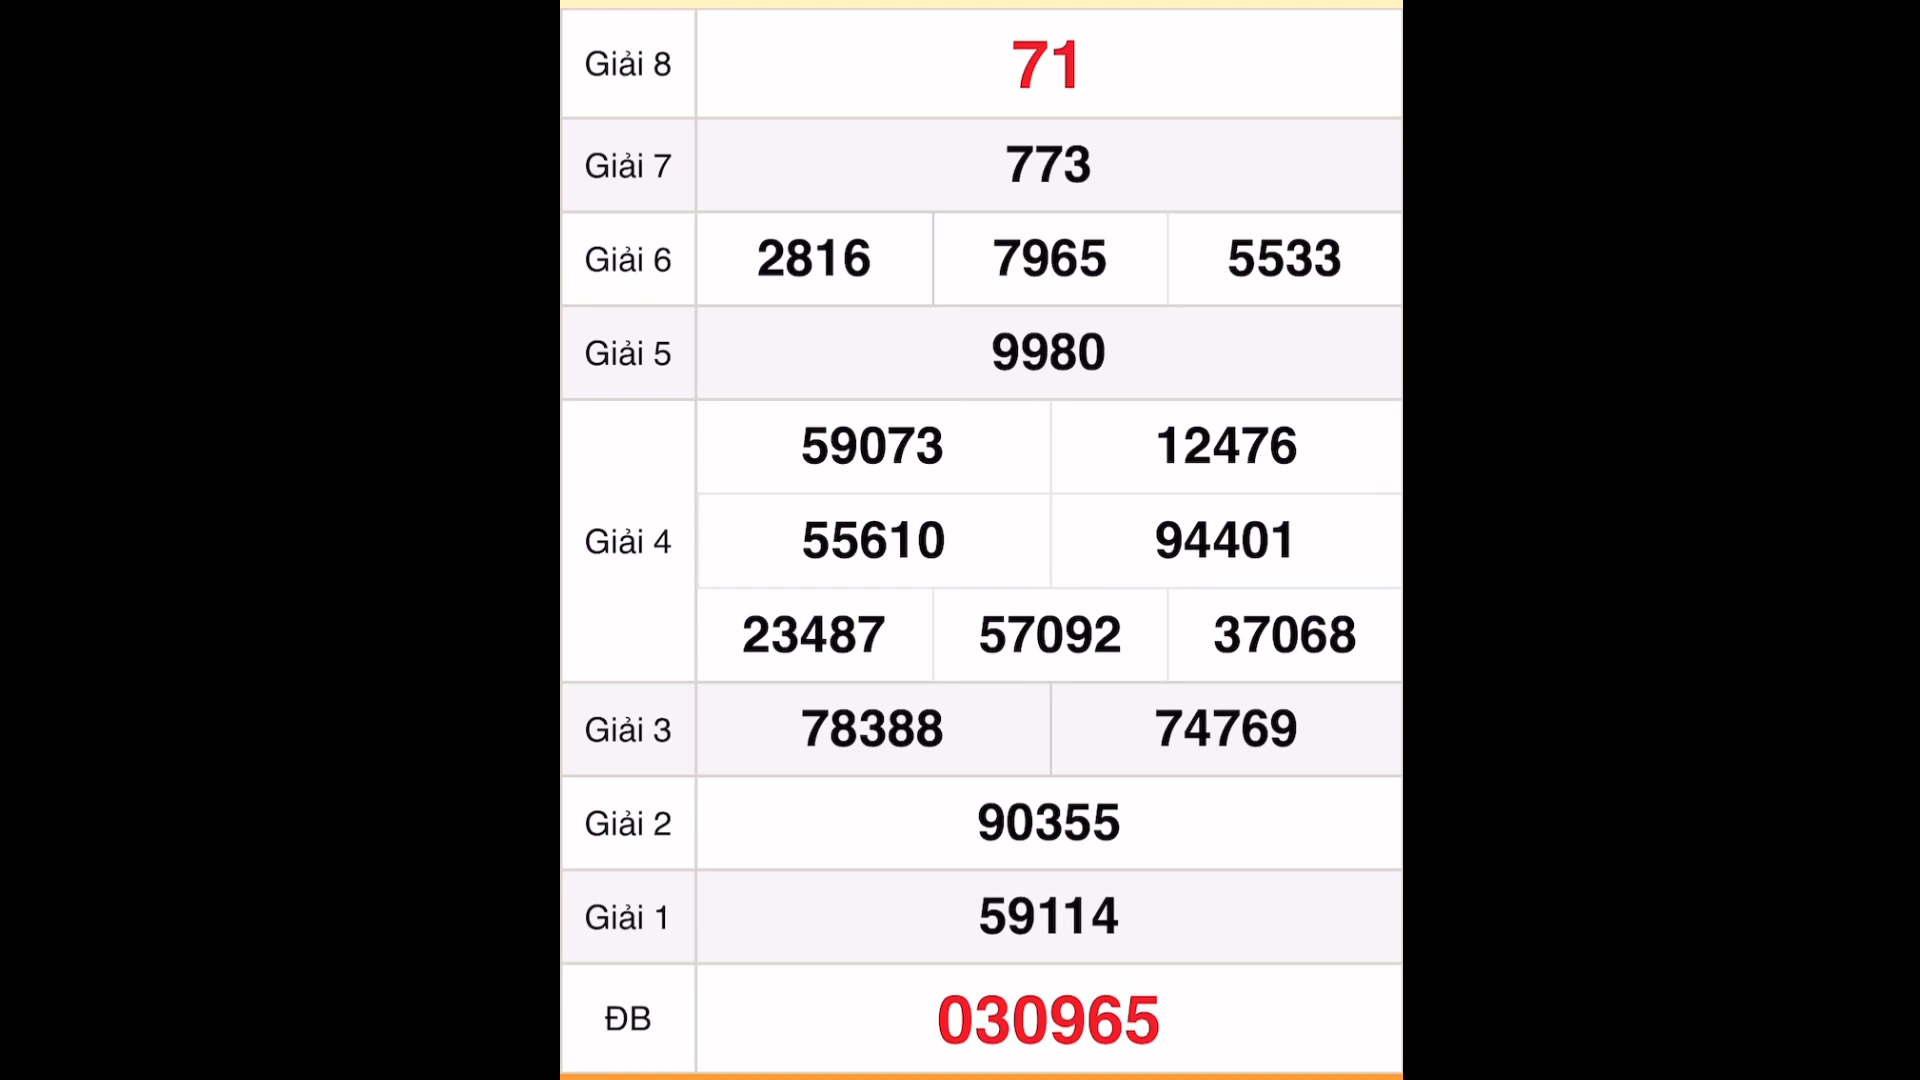 Giải 8 71
Giải 7 773
Giải 6 2816 7965 5533
Giải 5 9980
59073 12476
Giải 4 55610 94401
23487 57092 37068
Giải 3 78388 74769
Giải 2 90355
Giải 1 59114
ĐB 030965